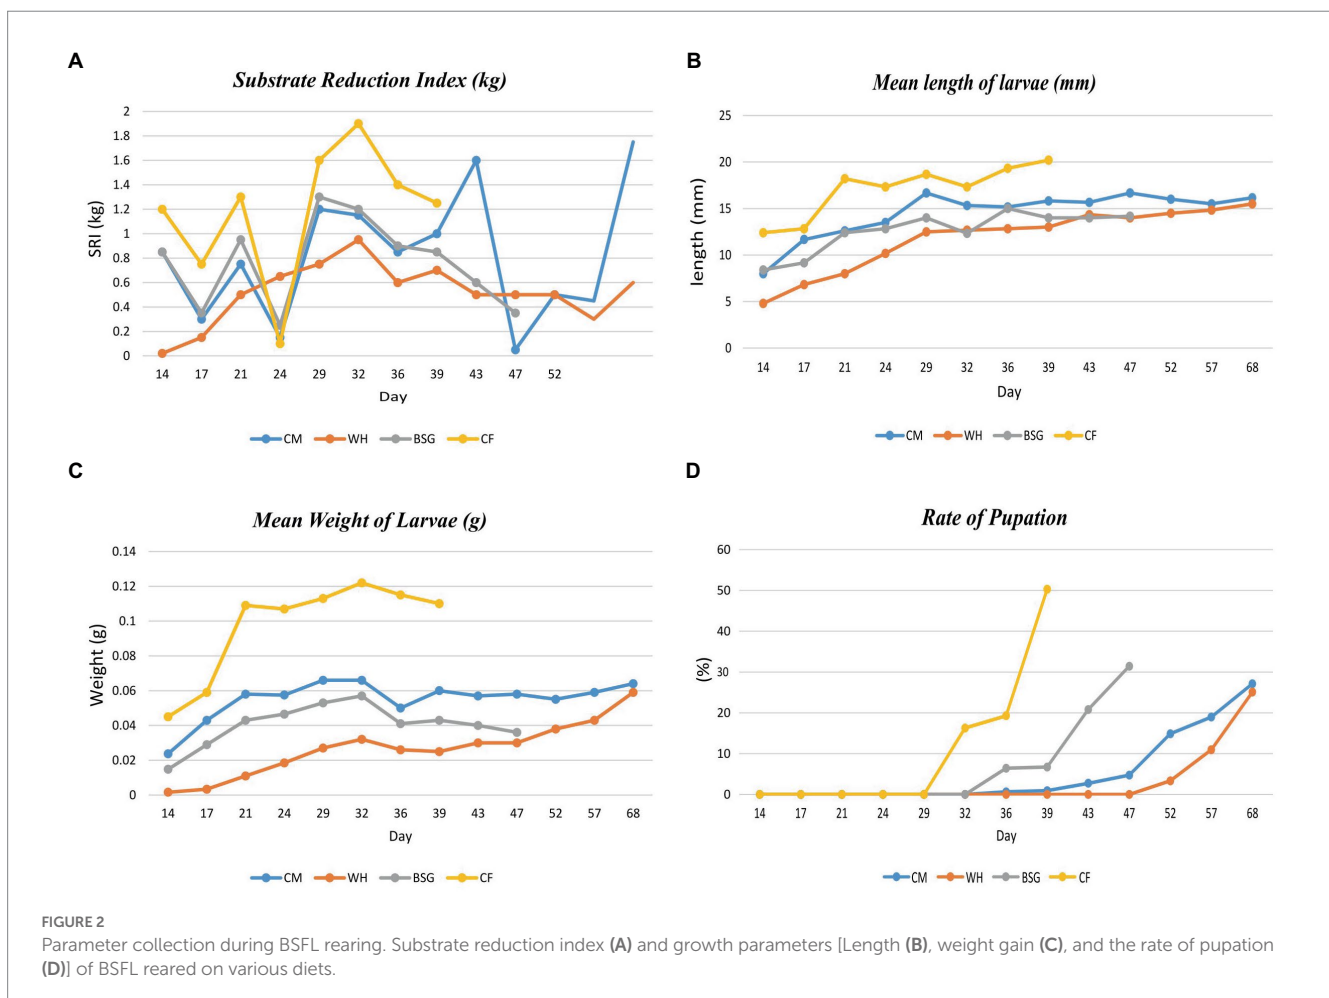 A
Substrate Reduction Index (kg)
2
1.8
1.6
1.4
1.2
1
0.8
0.6
0.4
0.2
0
SRI (kg)
14 17 21 24 29 32 36 39 43 47 52
Day
CM WH BSG CF
B
Mean length of larvae (mm)
25
20
15
10
5
0
length (mm)
14 17 21 24 29 32 36 39 43 47 52 57 68
Day
CM WH BSG CF
C
Mean Weight of Larvae (g)
0.14
0.12
0.1
0.08
0.06
0.04
0.02
0
Weight (g)
14 17 21 24 29 32 36 39 43 47 52 57 68
Day
CM WH BSG CF
D
Rate of Pupation
60
50
40
30
20
10
0
(%)
14 17 21 24 29 32 36 39 43 47 52 57 68
Day
CM WH BSG CF
FIGURE 2
Parameter collection during BSFL rearing. Substrate reduction index (A) and growth parameters [Length (B), weight gain (C), and the rate of pupation
(D)] of BSFL reared on various diets.